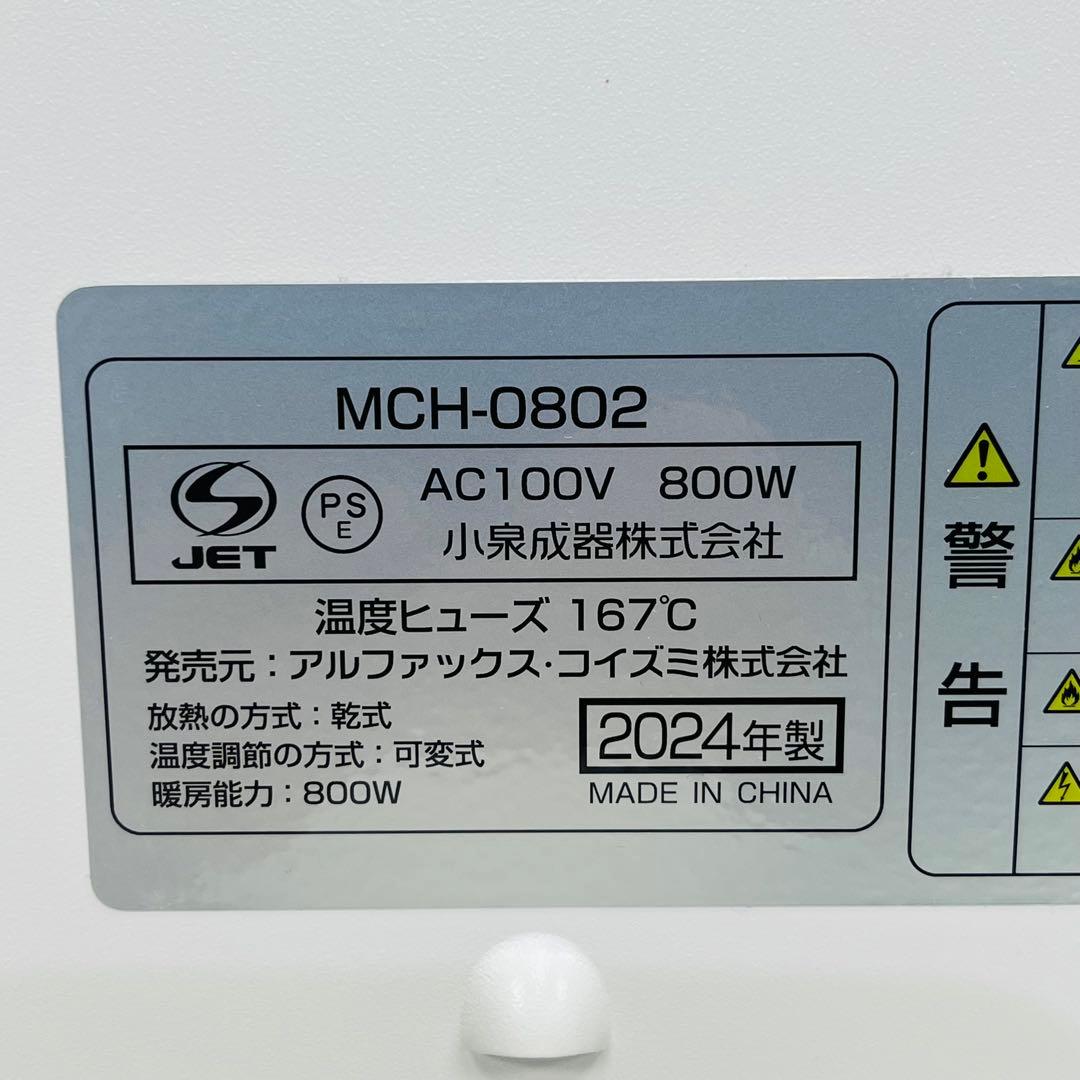 MCH-0802
JET
PS
E
AC100V 800W
小泉成器株式会社
温度ヒューズ 167℃
発売元：アルファックス・コイズミ株式会社
放熱の方式：乾式
温度調節の方式：可変式
暖房能力：800W
2024年製
MADE IN CHINA
警告